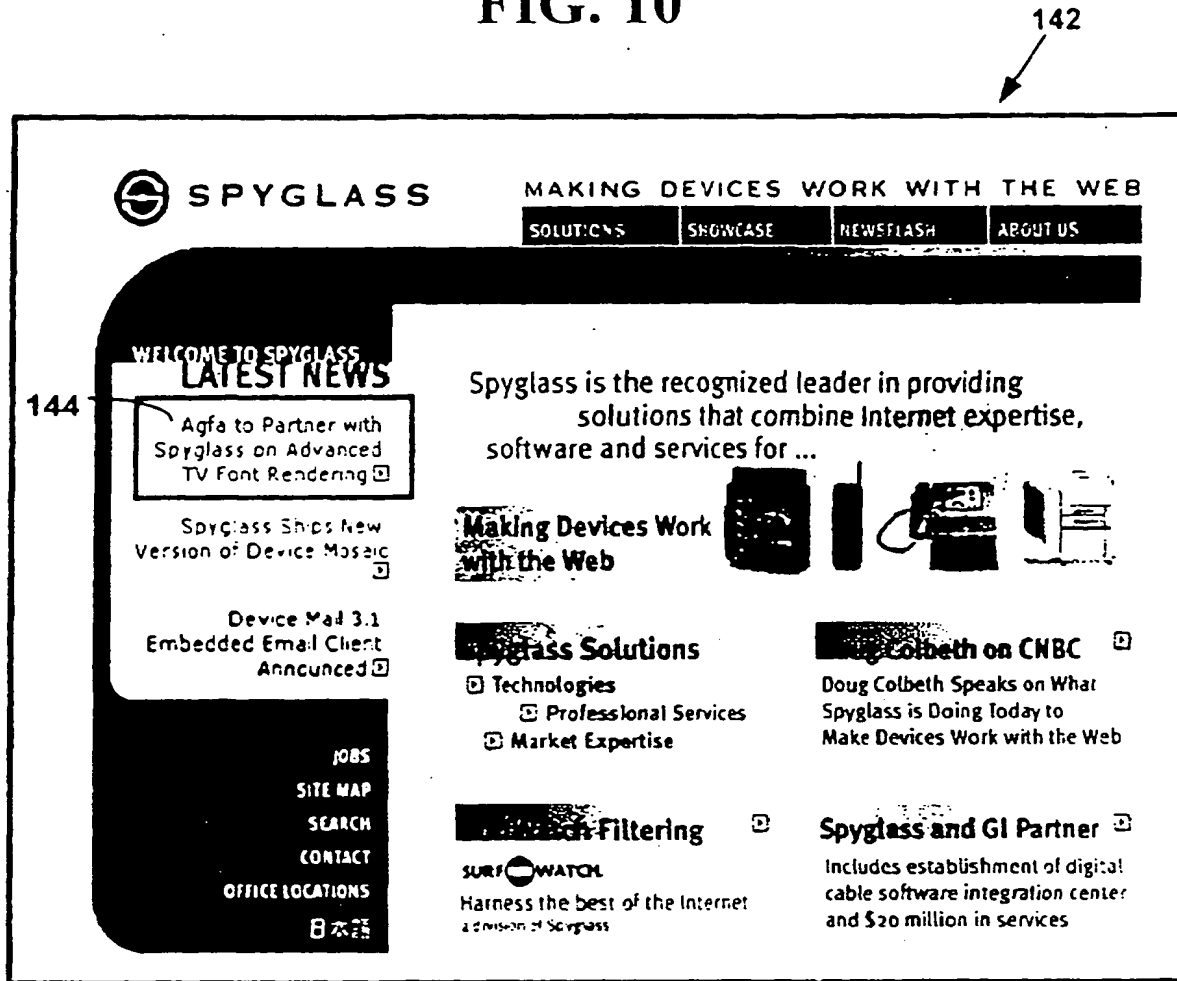 FIG. 10
142
SPYGLASS
MAKING DEVICES WORK WITH THE WEB
SOLUTIONS SHOWCASE NEWSFLASH ABOUT US
WELCOME TO SPYGLASS
LATEST NEWS
144
Agfa to Partner with
Spyglass on Advanced
TV Font Rendering
Spyglass Ships New
Version of Device Mosaic
Device Mail 3.1
Embedded Email Client
Announced
JOBS
SITE MAP
SEARCH
CONTACT
OFFICE LOCATIONS
日本語
Spyglass is the recognized leader in providing
solutions that combine Internet expertise,
software and services for ...
Making Devices Work
with the Web
Spyglass Solutions
Technologies
Professional Services
Market Expertise
Doug Colbeth on CNBC
Doug Colbeth Speaks on What
Spyglass is Doing Today to
Make Devices Work with the Web
Filtering
SURFWATCH
Harness the best of the Internet
a division of Spyglass
Spyglass and GI Partner
Includes establishment of digital
cable software integration center
and $20 million in services